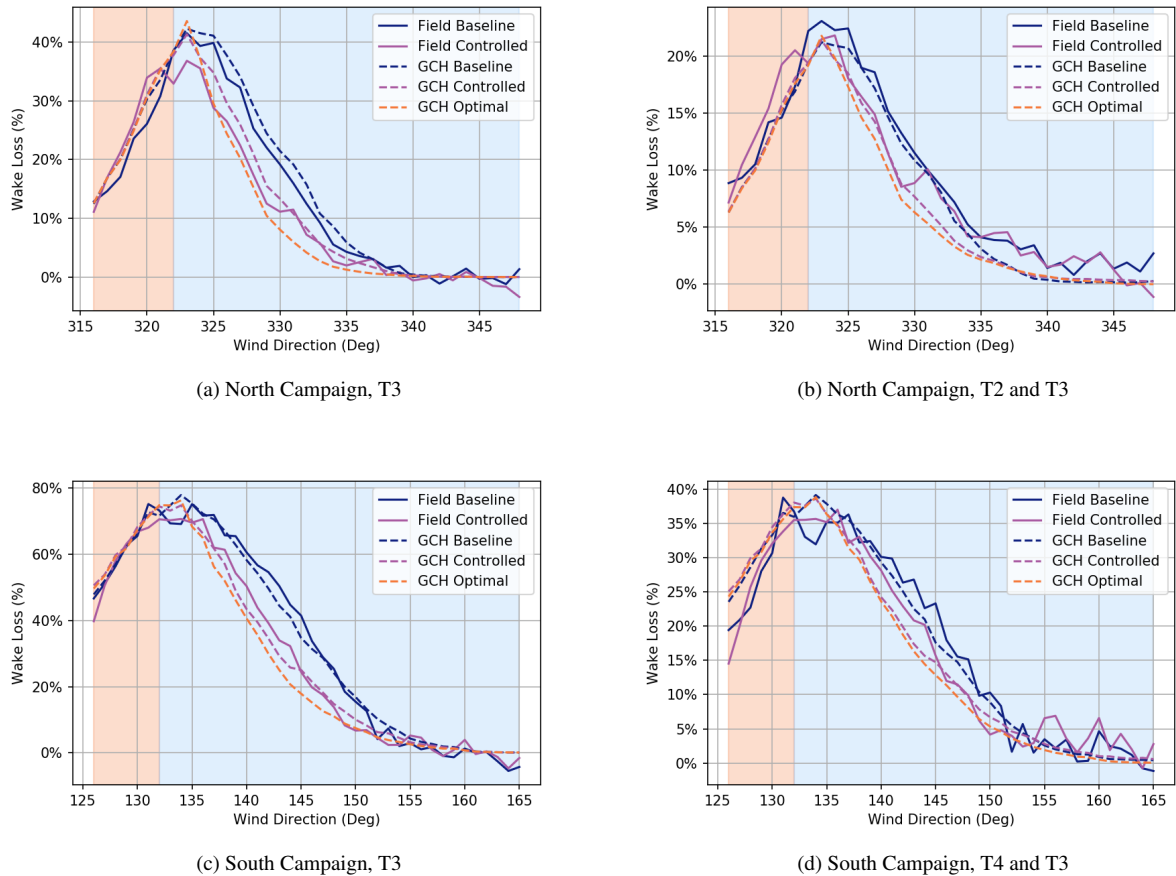 40%
30%
20%
10%
0%
Wake Loss (%)
315 320 325 330 335 340 345
Wind Direction (Deg)
Field Baseline
Field Controlled
GCH Baseline
GCH Controlled
GCH Optimal
(a) North Campaign, T3
20%
15%
10%
5%
0%
Wake Loss (%)
315 320 325 330 335 340 345
Wind Direction (Deg)
Field Baseline
Field Controlled
GCH Baseline
GCH Controlled
GCH Optimal
(b) North Campaign, T2 and T3
80%
60%
40%
20%
0%
Wake Loss (%)
125 130 135 140 145 150 155 160 165
Wind Direction (Deg)
Field Baseline
Field Controlled
GCH Baseline
GCH Controlled
GCH Optimal
(c) South Campaign, T3
40%
35%
30%
25%
20%
15%
10%
5%
0%
Wake Loss (%)
125 130 135 140 145 150 155 160 165
Wind Direction (Deg)
Field Baseline
Field Controlled
GCH Baseline
GCH Controlled
GCH Optimal
(d) South Campaign, T4 and T3